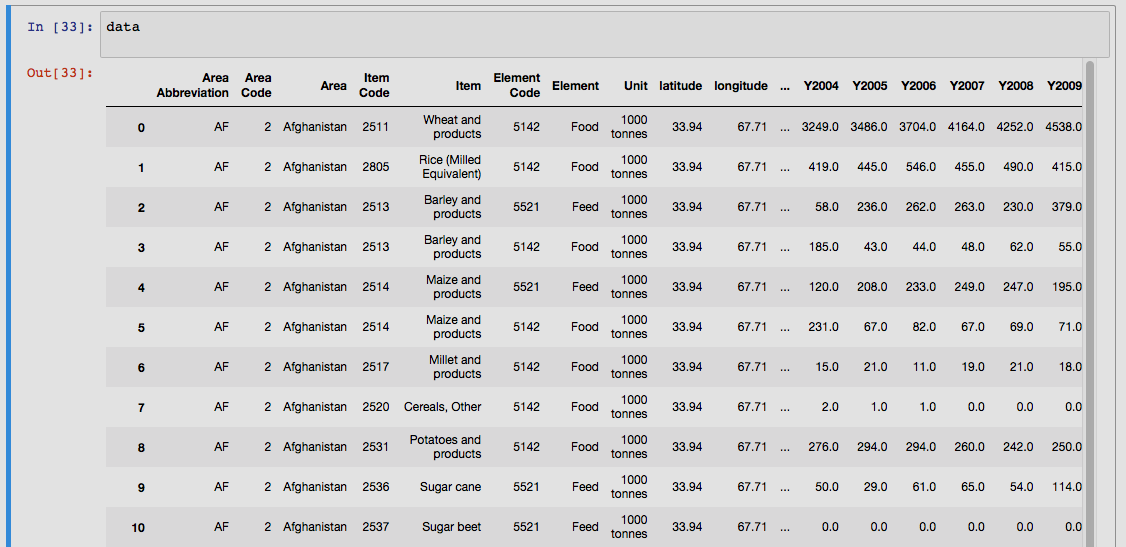 In [33]: data
Out[33]:
Area Abbreviation Area Code Area Item Code Item Element Code Element Unit latitude longitude ... Y2004 Y2005 Y2006 Y2007 Y2008 Y2009
0 AF 2 Afghanistan 2511 Wheat and products 5142 Food 1000 tonnes 33.94 67.71 ... 3249.0 3486.0 3704.0 4164.0 4252.0 4538.0
1 AF 2 Afghanistan 2805 Rice (Milled Equivalent) 5142 Food 1000 tonnes 33.94 67.71 ... 419.0 445.0 546.0 455.0 490.0 415.0
2 AF 2 Afghanistan 2513 Barley and products 5521 Feed 1000 tonnes 33.94 67.71 ... 58.0 236.0 262.0 263.0 230.0 379.0
3 AF 2 Afghanistan 2513 Barley and products 5142 Food 1000 tonnes 33.94 67.71 ... 185.0 43.0 44.0 48.0 62.0 55.0
4 AF 2 Afghanistan 2514 Maize and products 5521 Feed 1000 tonnes 33.94 67.71 ... 120.0 208.0 233.0 249.0 247.0 195.0
5 AF 2 Afghanistan 2514 Maize and products 5142 Food 1000 tonnes 33.94 67.71 ... 231.0 67.0 82.0 67.0 69.0 71.0
6 AF 2 Afghanistan 2517 Millet and products 5142 Food 1000 tonnes 33.94 67.71 ... 15.0 21.0 11.0 19.0 21.0 18.0
7 AF 2 Afghanistan 2520 Cereals, Other 5142 Food 1000 tonnes 33.94 67.71 ... 2.0 1.0 1.0 0.0 0.0 0.0
8 AF 2 Afghanistan 2531 Potatoes and products 5142 Food 1000 tonnes 33.94 67.71 ... 276.0 294.0 294.0 260.0 242.0 250.0
9 AF 2 Afghanistan 2536 Sugar cane 5521 Feed 1000 tonnes 33.94 67.71 ... 50.0 29.0 61.0 65.0 54.0 114.0
10 AF 2 Afghanistan 2537 Sugar beet 5521 Feed 1000 tonnes 33.94 67.71 ... 0.0 0.0 0.0 0.0 0.0 0.0